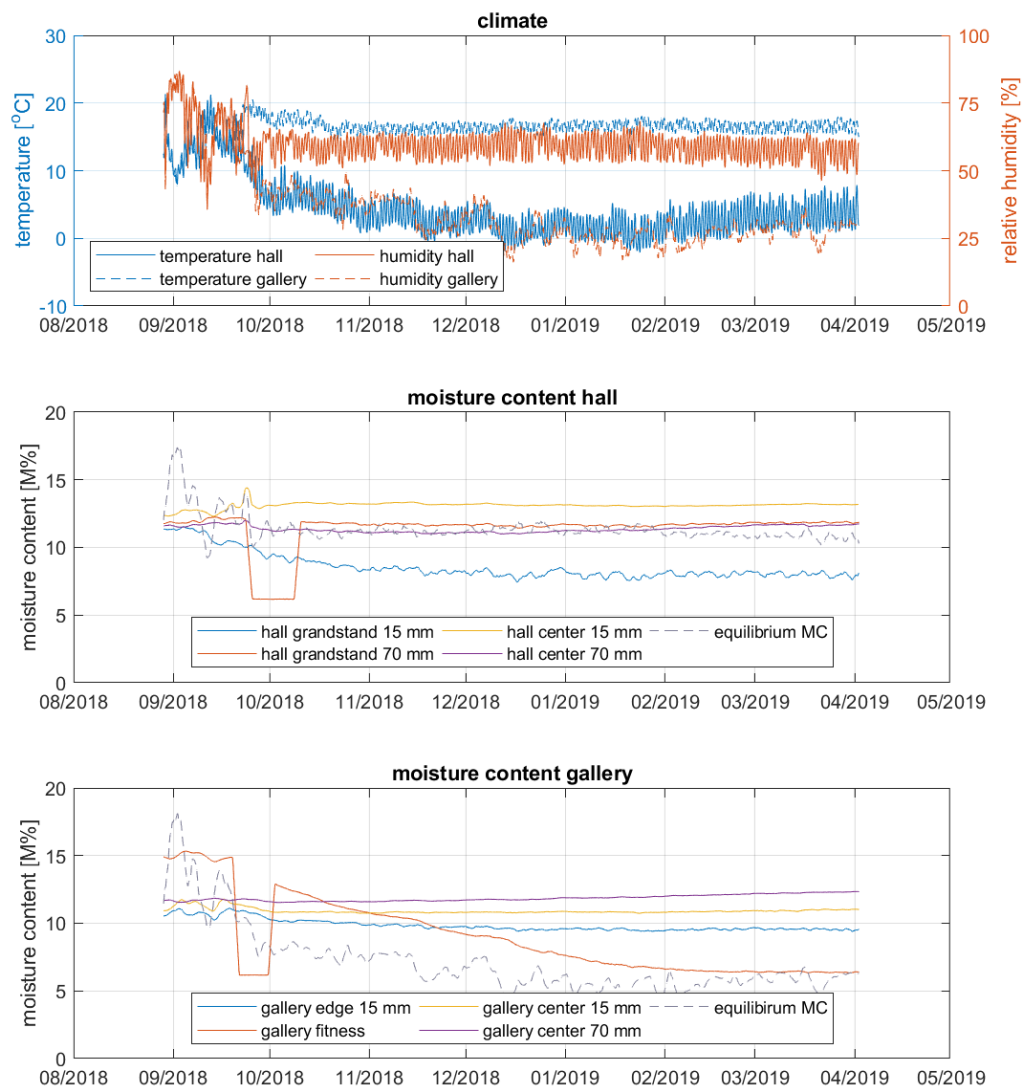 climate
30
20
10
0
-10
temperature [°C]
100
75
50
25
0
relative humidity [%]
temperature hall
humidity hall
temperature gallery
humidity gallery
08/2018 09/2018 10/2018 11/2018 12/2018 01/2019 02/2019 03/2019 04/2019 05/2019
moisture content hall
20
15
10
5
0
moisture content [M%]
hall grandstand 15 mm hall center 15 mm equilibrium MC
hall grandstand 70 mm hall center 70 mm
08/2018 09/2018 10/2018 11/2018 12/2018 01/2019 02/2019 03/2019 04/2019 05/2019
moisture content gallery
20
15
10
5
0
moisture content [M%]
gallery edge 15 mm gallery center 15 mm equilibirum MC
gallery fitness gallery center 70 mm
08/2018 09/2018 10/2018 11/2018 12/2018 01/2019 02/2019 03/2019 04/2019 05/2019